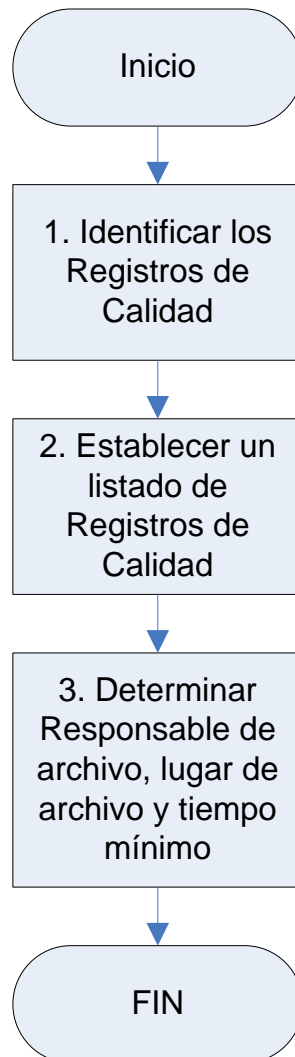 Inicio
1. Identificar los
Registros de
Calidad
2. Establecer un
listado de
Registros de
Calidad
3. Determinar
Responsable de
archivo, lugar de
archivo y tiempo
mínimo
FIN